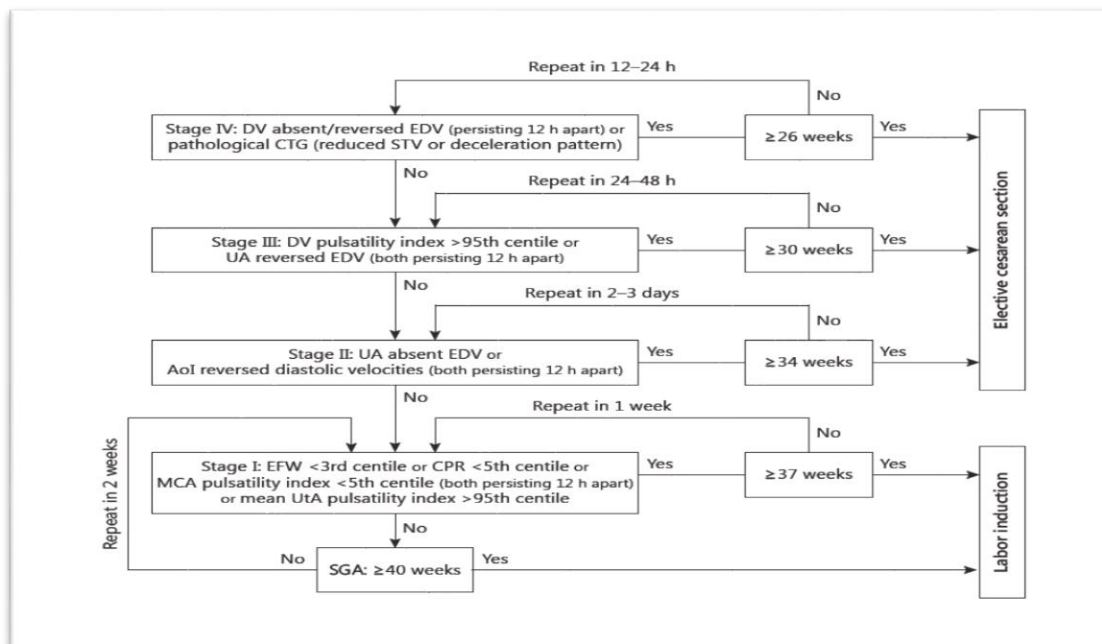 Repeat in 12–24 h
No
Stage IV: DV absent/reversed EDV (persisting 12 h apart) or
pathological CTG (reduced STV or deceleration pattern)
Yes
≥26 weeks
Yes
No
Repeat in 24–48 h
No
Stage III: DV pulsatility index >95th centile or
UA reversed EDV (both persisting 12 h apart)
Yes
≥30 weeks
Yes
Elective cesarean section
No
Repeat in 2–3 days
No
Stage II: UA absent EDV or
AoI reversed diastolic velocities (both persisting 12 h apart)
Yes
≥34 weeks
Yes
No
Repeat in 1 week
No
Repeat in 2 weeks
Stage I: EFW <3rd centile or CPR <5th centile or
MCA pulsatility index <5th centile (both persisting 12 h apart)
or mean UtA pulsatility index >95th centile
Yes
≥37 weeks
Yes
Labor induction
No
No
SGA: ≥40 weeks
Yes